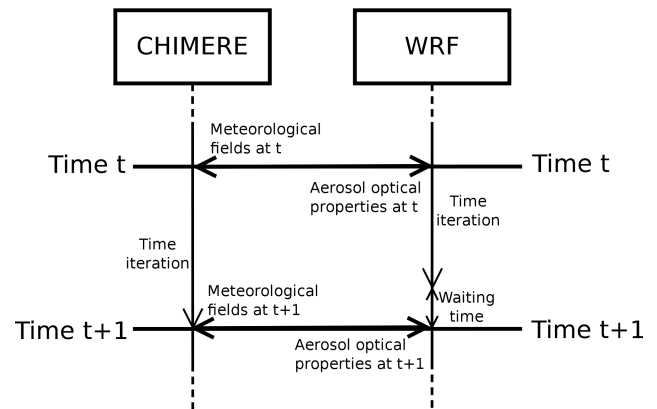 CHIMERE
WRF
Meteorological
fields at t
Time t
Time t
Aerosol optical
properties at t
Time
iteration
Time
iteration
Meteorological
fields at t+1
Waiting
time
Time t+1
Time t+1
Aerosol optical
properties at t+1